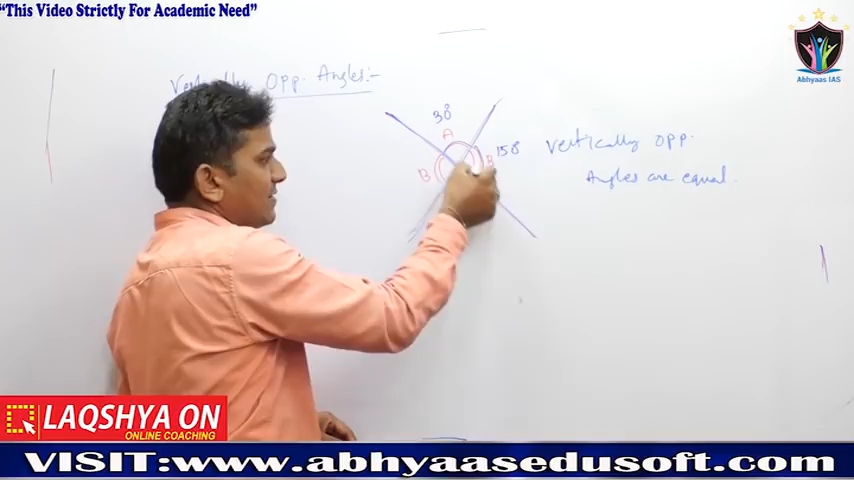 "This Video Strictly For Academic Need"
Abhyaas IAS
Vertically Opp. Angles:-
30°
A
150°
B
B
Vertically opp.
Angles are equal.
LAQSHYA ON
ONLINE COACHING
VISIT:www.abhyaasedusoft.com